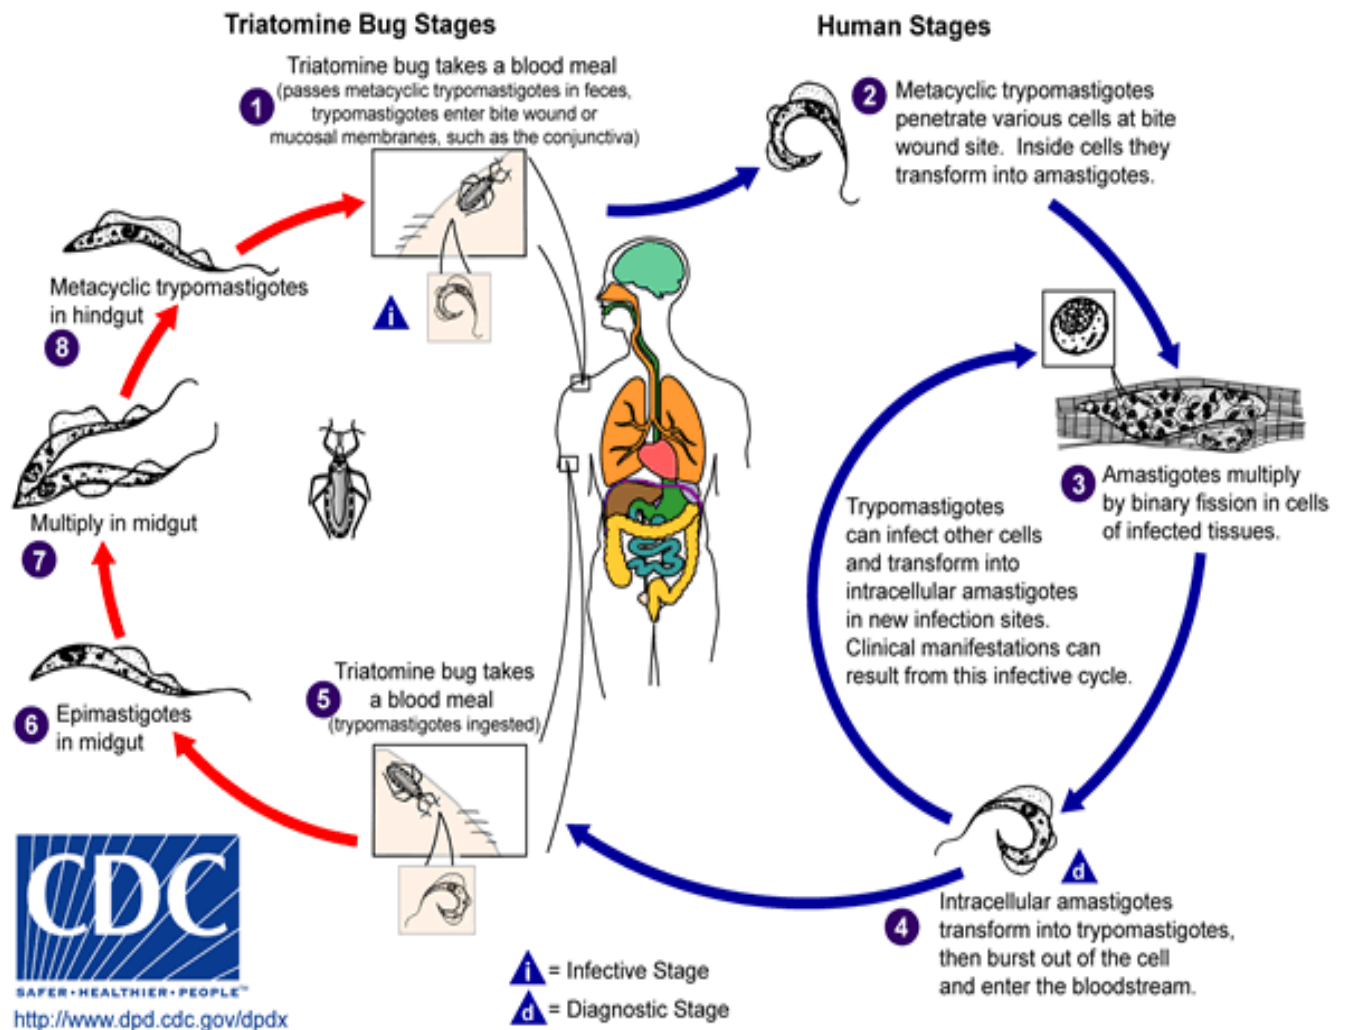 Triatomine Bug Stages
Human Stages
1
Triatomine bug takes a blood meal
(passes metacyclic trypomastigotes in feces,
trypomastigotes enter bite wound or
mucosal membranes, such as the conjunctiva)
i
2
Metacyclic trypomastigotes
penetrate various cells at bite
wound site. Inside cells they
transform into amastigotes.
3
Amastigotes multiply
by binary fission in cells
of infected tissues.
Trypomastigotes
can infect other cells
and transform into
intracellular amastigotes
in new infection sites.
Clinical manifestations can
result from this infective cycle.
d
4
Intracellular amastigotes
transform into trypomastigotes,
then burst out of the cell
and enter the bloodstream.
5
Triatomine bug takes
a blood meal
(trypomastigotes ingested)
6
Epimastigotes
in midgut
Multiply in midgut
7
Metacyclic trypomastigotes
in hindgut
8
i = Infective Stage
d = Diagnostic Stage
CDC
SAFER•HEALTHIER•PEOPLE™
http://www.dpd.cdc.gov/dpdx